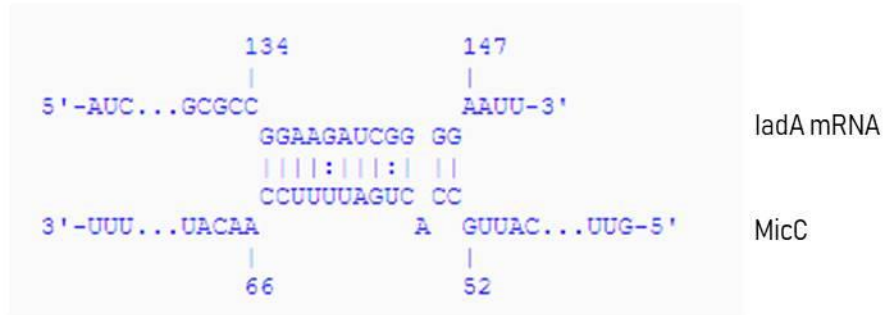 134 147
| |
5'-AUC...GCGCC AAUU-3'
GGAAGAUCGG GG
IadA mRNA
||||:|||:| ||
CCUUUUAGUC CC
3'-UUU...UACAA A GUUAC...UUG-5'
MicC
| |
66 52